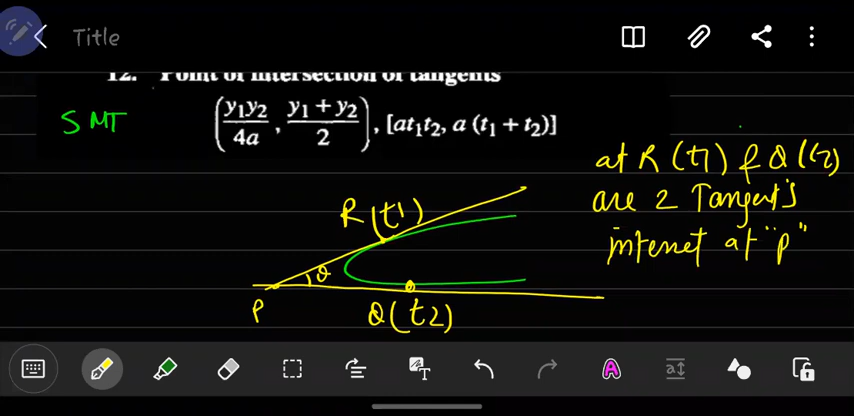 Title
12. Point of intersection of tangents
SMT
(y₁y₂/4a, y₁ + y₂/2), [at₁t₂, a (t₁ + t₂)]
at R (t1) & Q (t2)
are 2 Tangent's
intersect at "p"
R(t1)
θ
P
Q(t2)
T
A
a